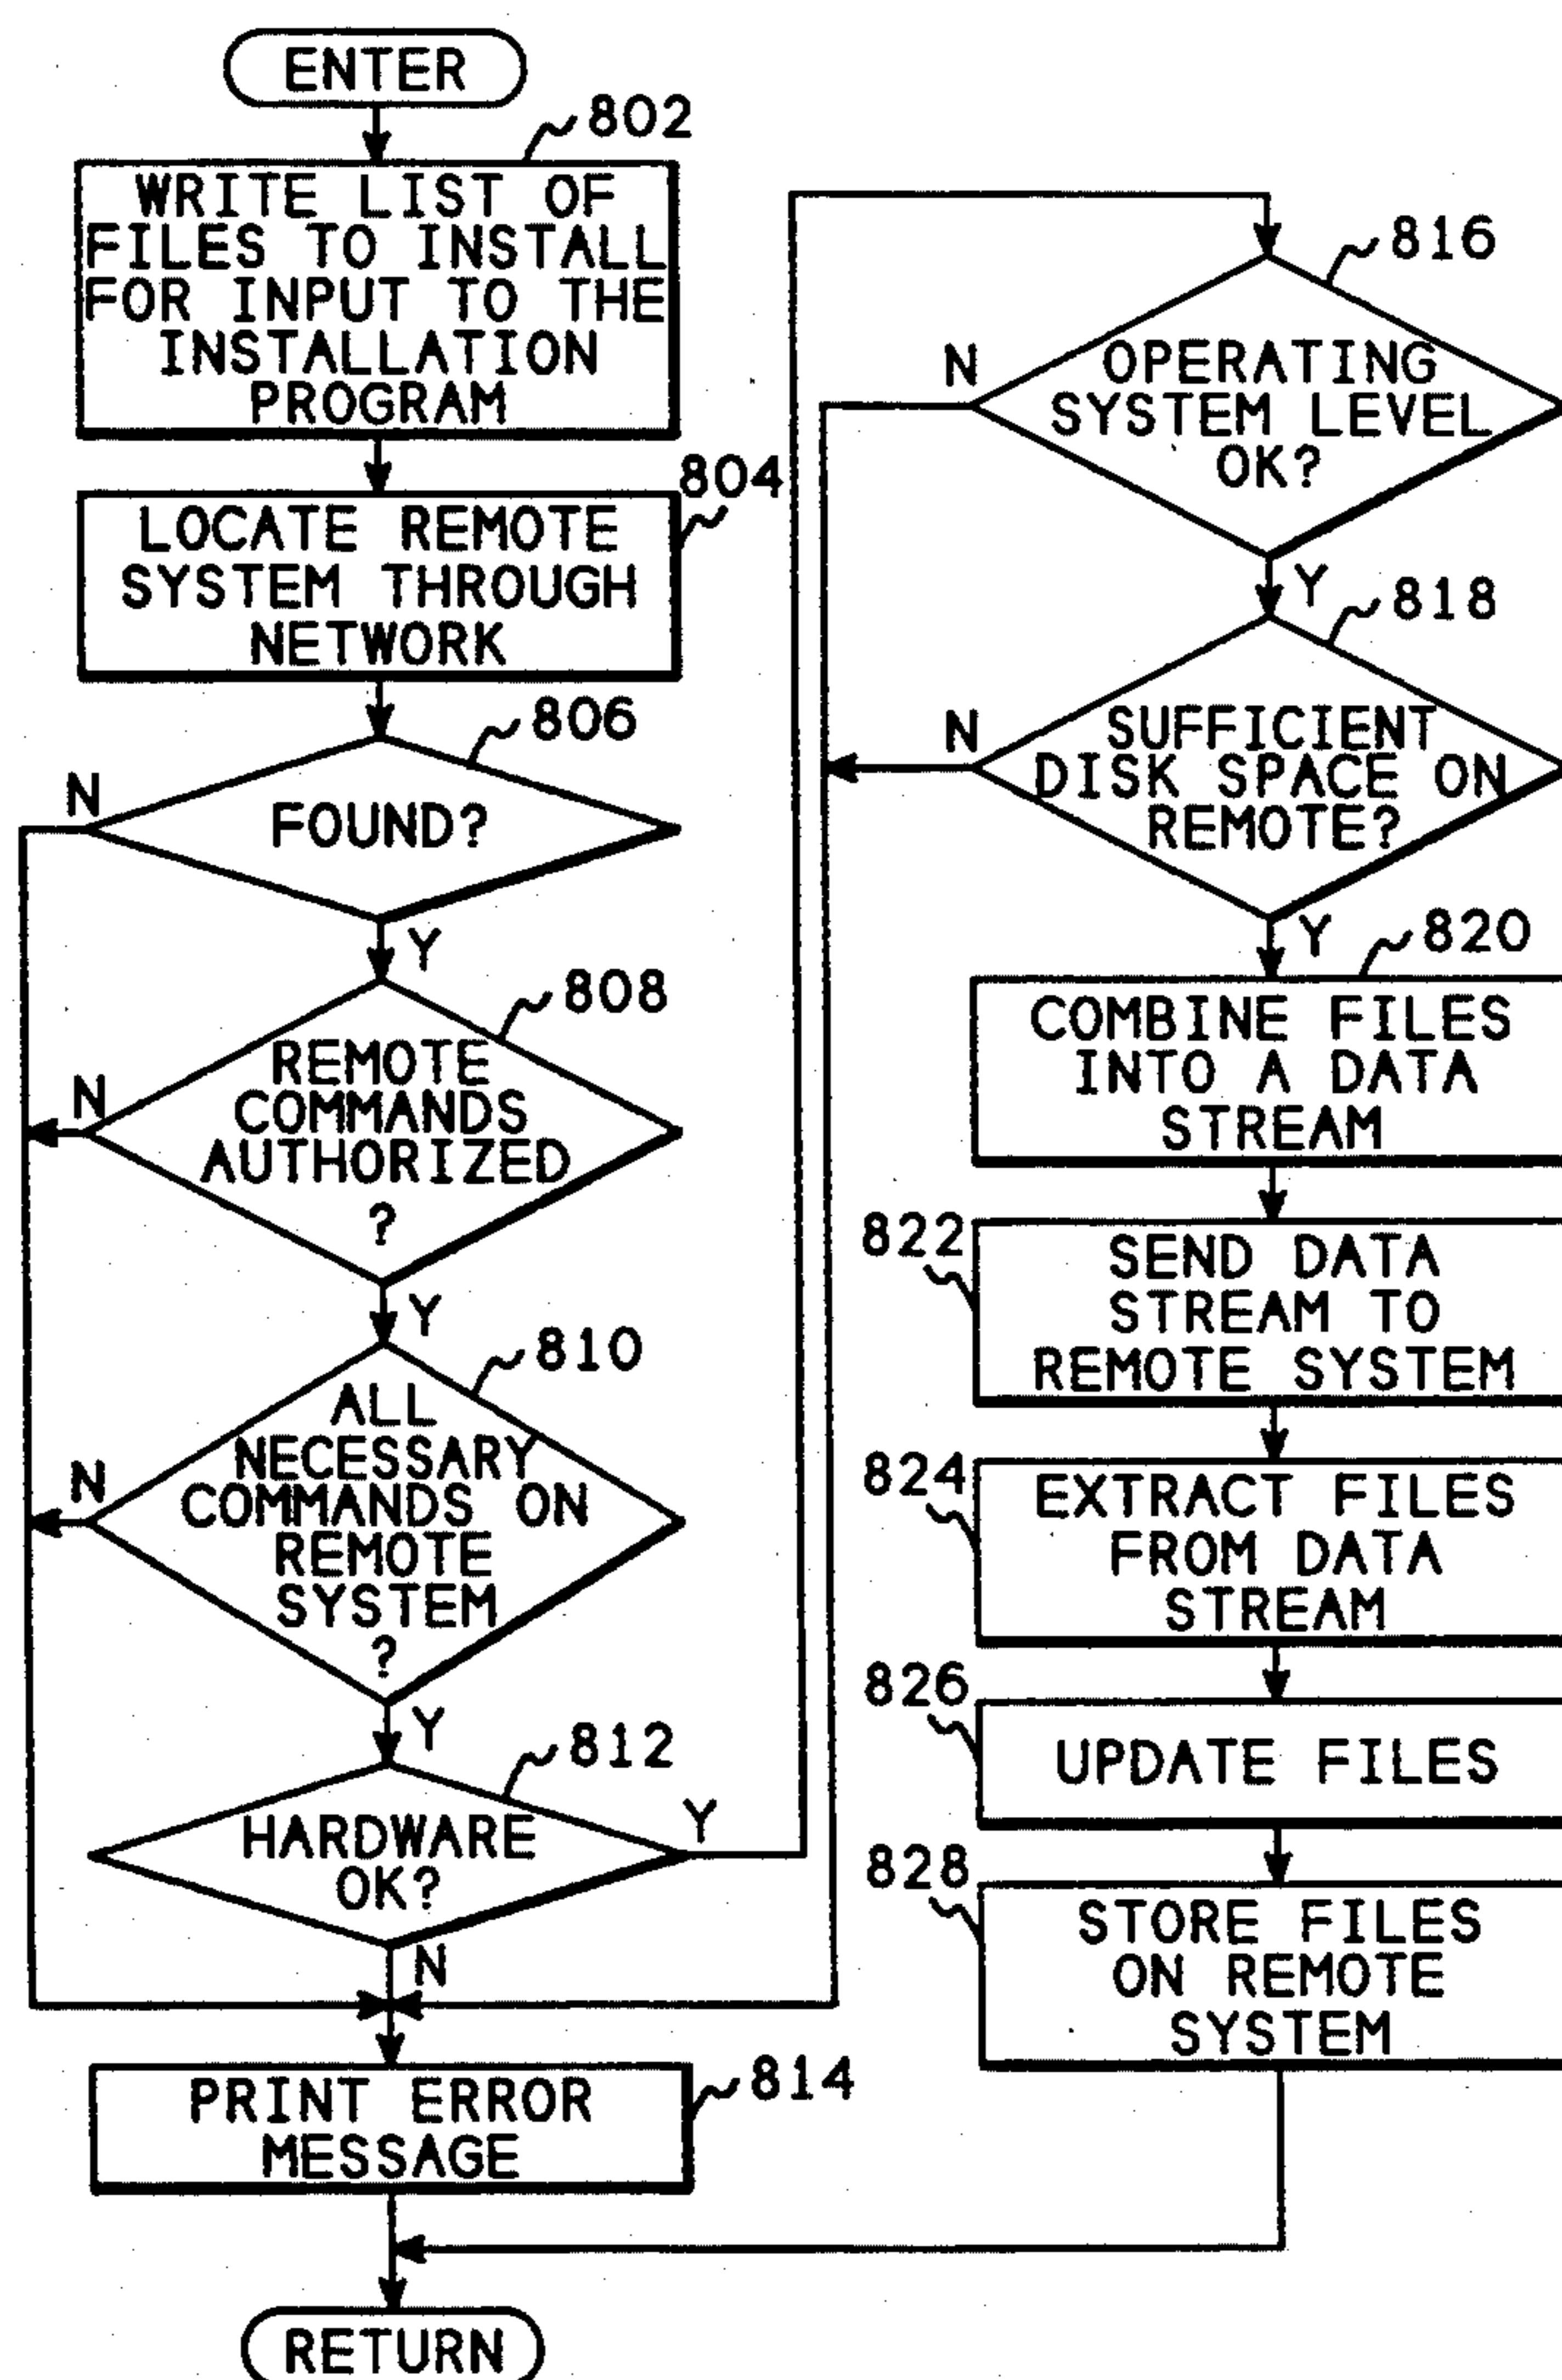 ENTER
802
WRITE LIST OF
FILES TO INSTALL
FOR INPUT TO THE
INSTALLATION
PROGRAM
804
LOCATE REMOTE
SYSTEM THROUGH
NETWORK
806
N
FOUND?
Y
808
N
REMOTE
COMMANDS
AUTHORIZED
?
Y
810
N
ALL
NECESSARY
COMMANDS ON
REMOTE
SYSTEM
?
Y
812
HARDWARE
OK?
Y
N
PRINT ERROR
MESSAGE
814
RETURN
816
N
OPERATING
SYSTEM LEVEL
OK?
Y
818
N
SUFFICIENT
DISK SPACE ON
REMOTE?
Y
820
COMBINE FILES
INTO A DATA
STREAM
822
SEND DATA
STREAM TO
REMOTE SYSTEM
824
EXTRACT FILES
FROM DATA
STREAM
826
UPDATE FILES
828
STORE FILES
ON REMOTE
SYSTEM